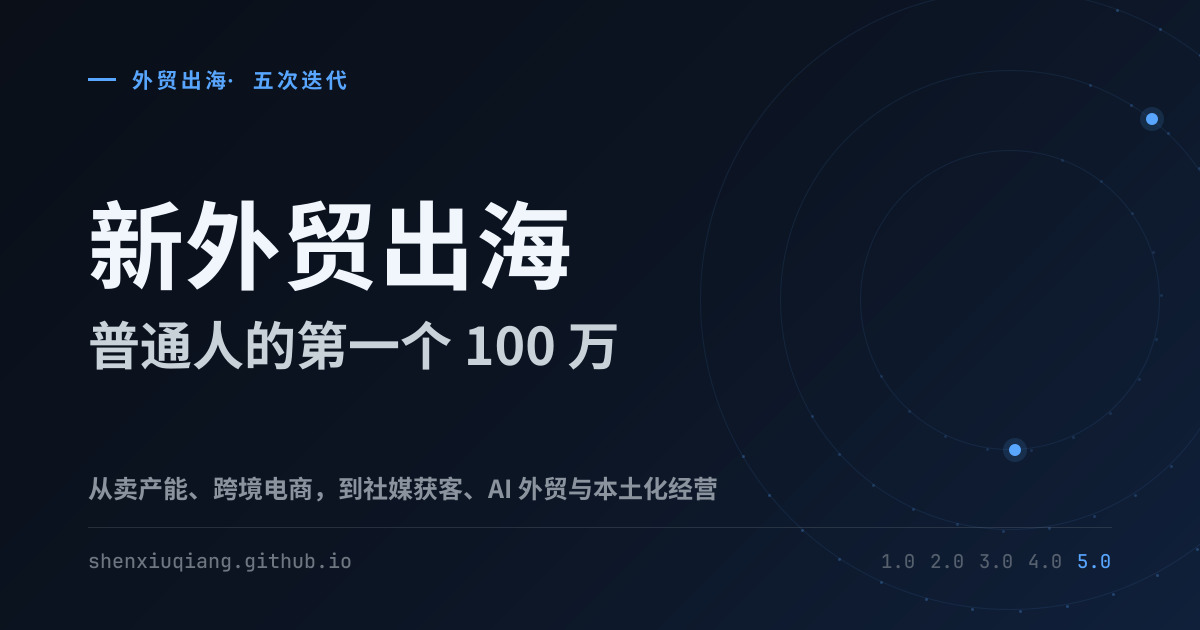 外贸出海· 五次迭代
新外贸出海
普通人的第一个 100 万
从卖产能、跨境电商，到社媒获客、AI 外贸与本土化经营
shenxiuqiang.github.io
1.0 2.0 3.0 4.0 5.0